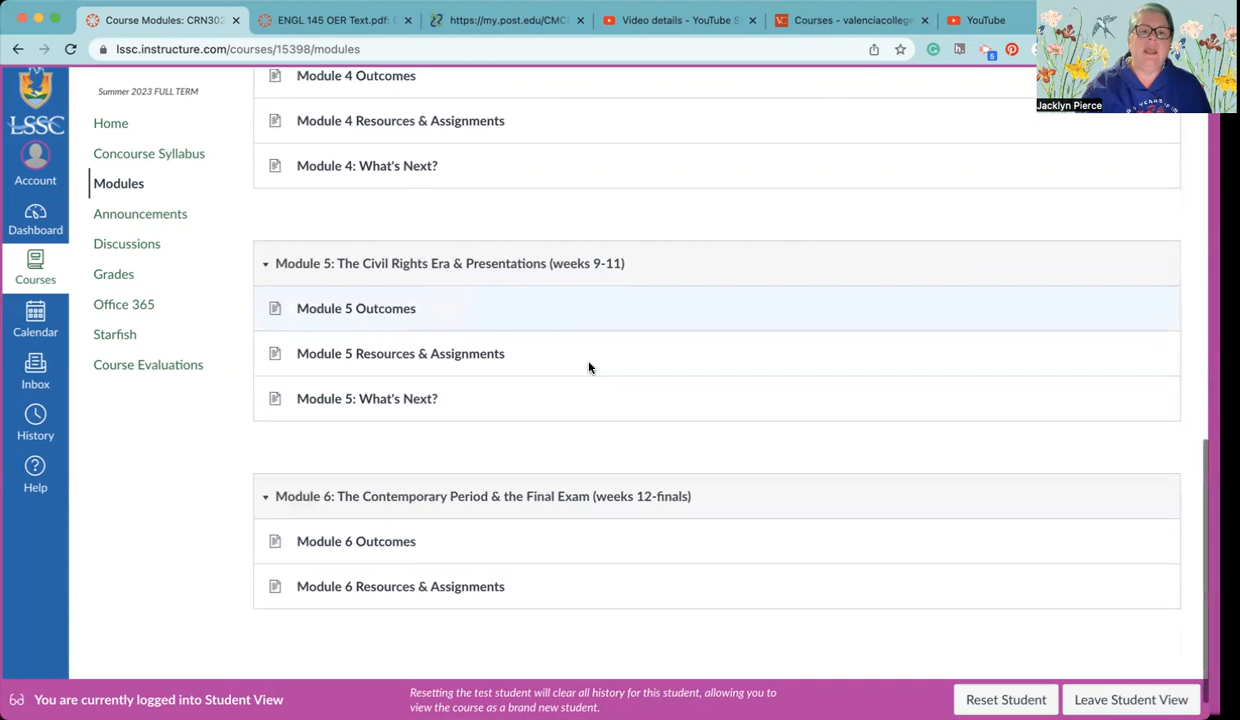 Course Modules: CRN302
ENGL 145 OER Text.pdf: C
https://my.post.edu/CMC
Video details - YouTube S
Courses - valenciacolleg
YouTube
lssc.instructure.com/courses/15398/modules
5
Jacklyn Pierce
LSSC
Account
Dashboard
Courses
Calendar
Inbox
History
Help
Summer 2023 FULL TERM
Home
Concourse Syllabus
Modules
Announcements
Discussions
Grades
Office 365
Starfish
Course Evaluations
Module 4 Outcomes
Module 4 Resources & Assignments
Module 4: What's Next?
Module 5: The Civil Rights Era & Presentations (weeks 9-11)
Module 5 Outcomes
Module 5 Resources & Assignments
Module 5: What's Next?
Module 6: The Contemporary Period & the Final Exam (weeks 12-finals)
Module 6 Outcomes
Module 6 Resources & Assignments
You are currently logged into Student View
Resetting the test student will clear all history for this student, allowing you to
view the course as a brand new student.
Reset Student
Leave Student View